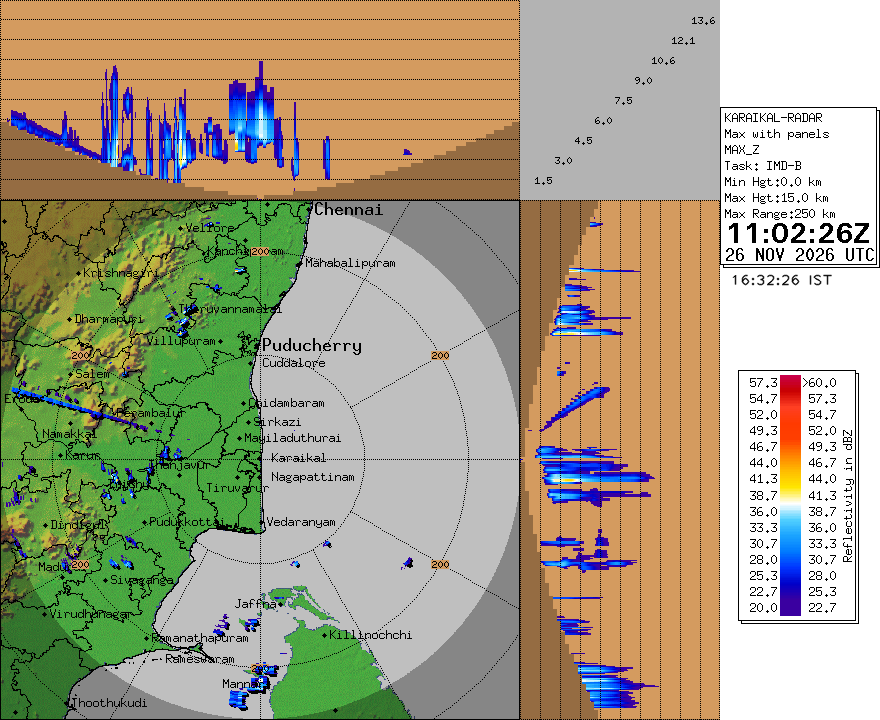 13.6
12.1
10.6
9.0
7.5
6.0
4.5
3.0
1.5
KARAIKAL-RADAR
Max with panels
MAX_Z
Task: IMD-B
Min Hgt:0.0 km
Max Hgt:15.0 km
Max Range:250 km
11:02:26Z
26 NOV 2026 UTC
16:32:26 IST
Chennai
Vellore
200
Mahabalipuram
Krishnagiri
Dharmapuri
Villupuram
Puducherry
200
200
Cuddalore
Salem
Chidambaram
Perambalur
Sirkazi
Namakkal
Mayiladuthurai
Karur
Karaikal
Thanjavur
Nagapattinam
Tiruvarur
Pudukkottai
Vedaranyam
Dindigul
200
200
Sivaganga
Jaffna
Virudhunagar
Ramanathapuram
Killinochchi
Rameswaram
Thoothukudi
57.3 >60.0
54.7 57.3
52.0 54.7
49.3 52.0
46.7 49.3
44.0 46.7
41.3 44.0
38.7 41.3
36.0 38.7
33.3 36.0
30.7 33.3
28.0 30.7
25.3 28.0
22.7 25.3
20.0 22.7
Reflectivity in dBZ